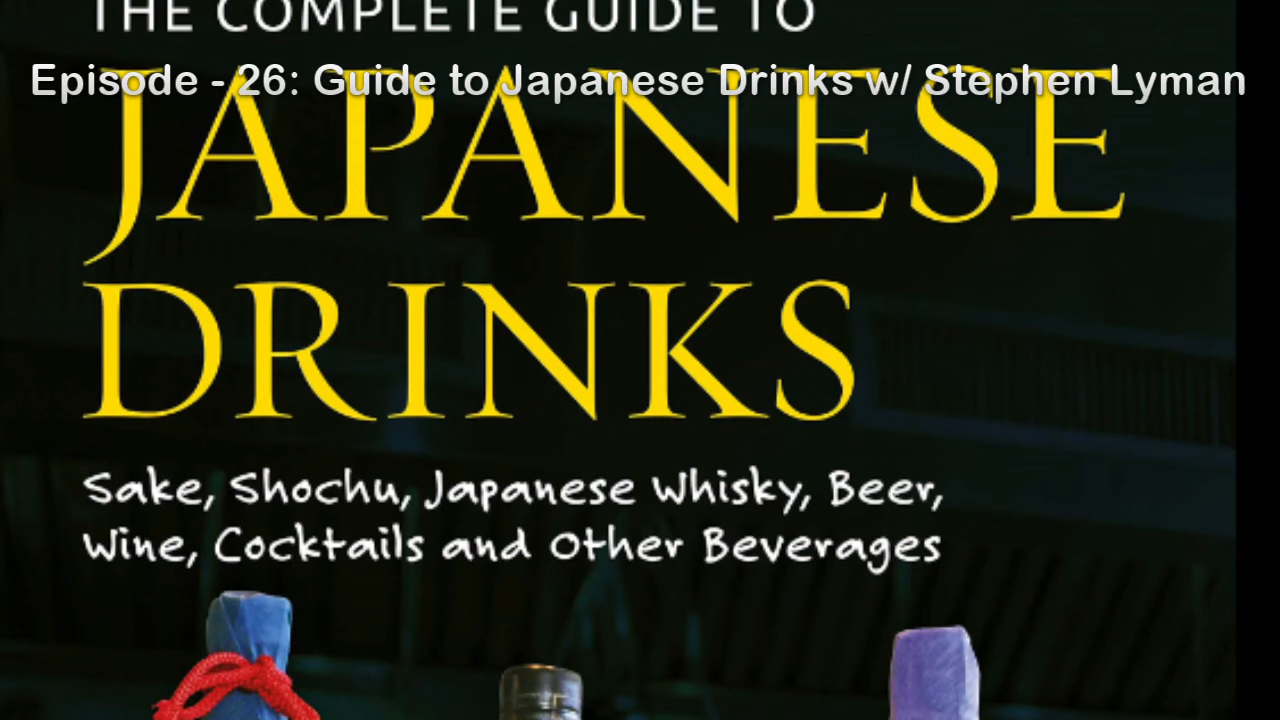 THE COMPLETE GUIDE TO
Episode - 26: Guide to Japanese Drinks w/ Stephen Lyman
JAPANESE
DRINKS
Sake, Shochu, Japanese Whisky, Beer,
Wine, Cocktails and Other Beverages